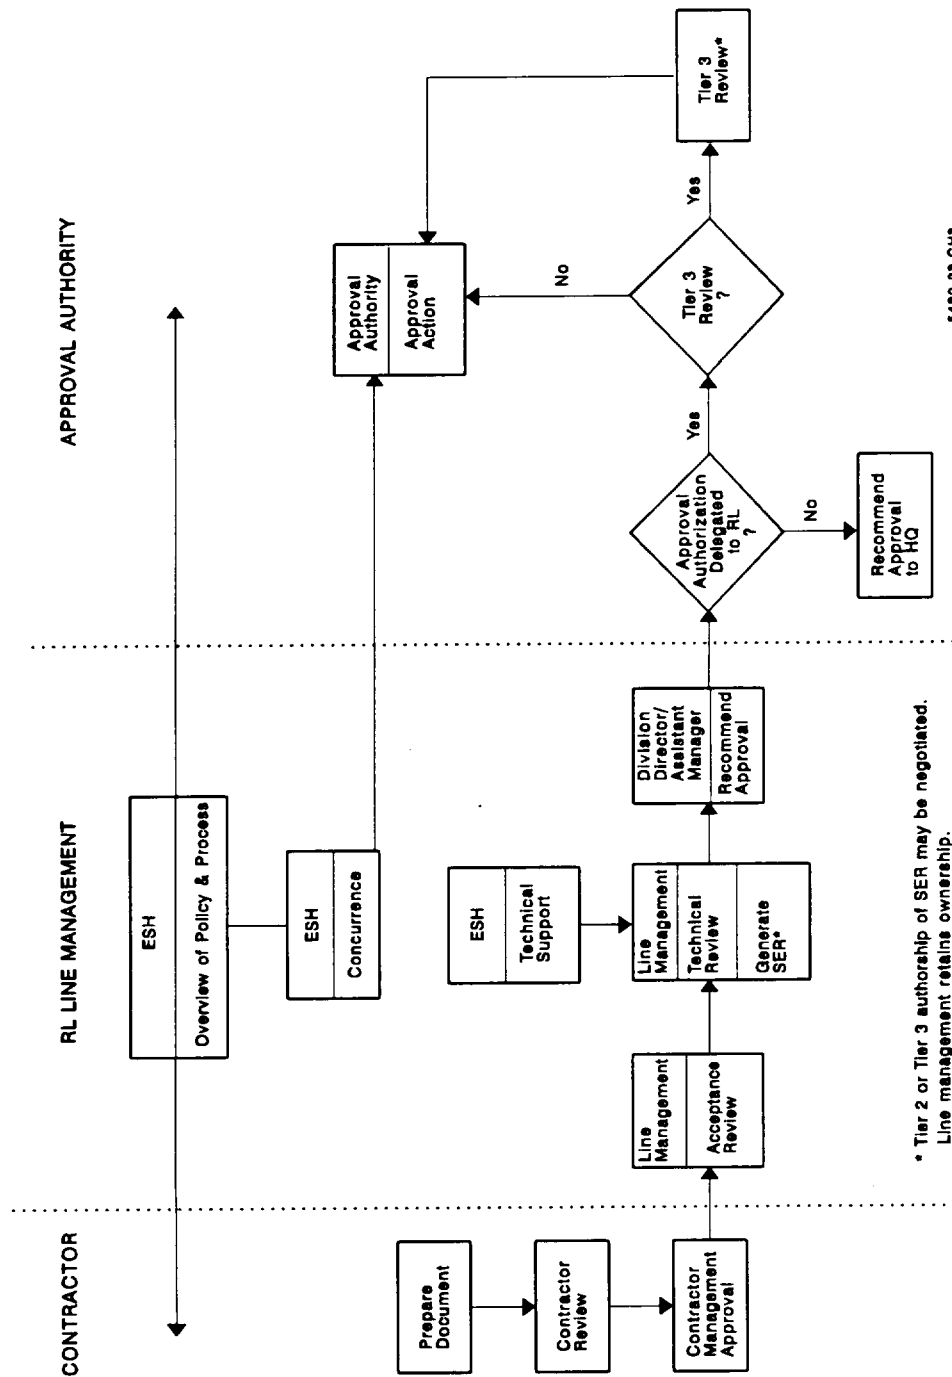 CONTRACTOR
RL LINE MANAGEMENT
APPROVAL AUTHORITY
ESH
Overview of Policy & Process
ESH
Concurrence
Approval
Authority
Approval
Action
Prepare
Document
Contractor
Review
Contractor
Management
Approval
Line
Management
Acceptance
Review
ESH
Technical
Support
Line Management
Technical
Review
Generate
SER*
Division
Director/
Assistant
Manager
Recommend
Approval
Approval
Authorization
Delegated
to RL
?
Yes
No
Recommend
Approval
to HQ
Tier 3
Review
?
No
Yes
Tier 3
Review*
* Tier 2 or Tier 3 authorship of SER may be negotiated.
Line management retains ownership.